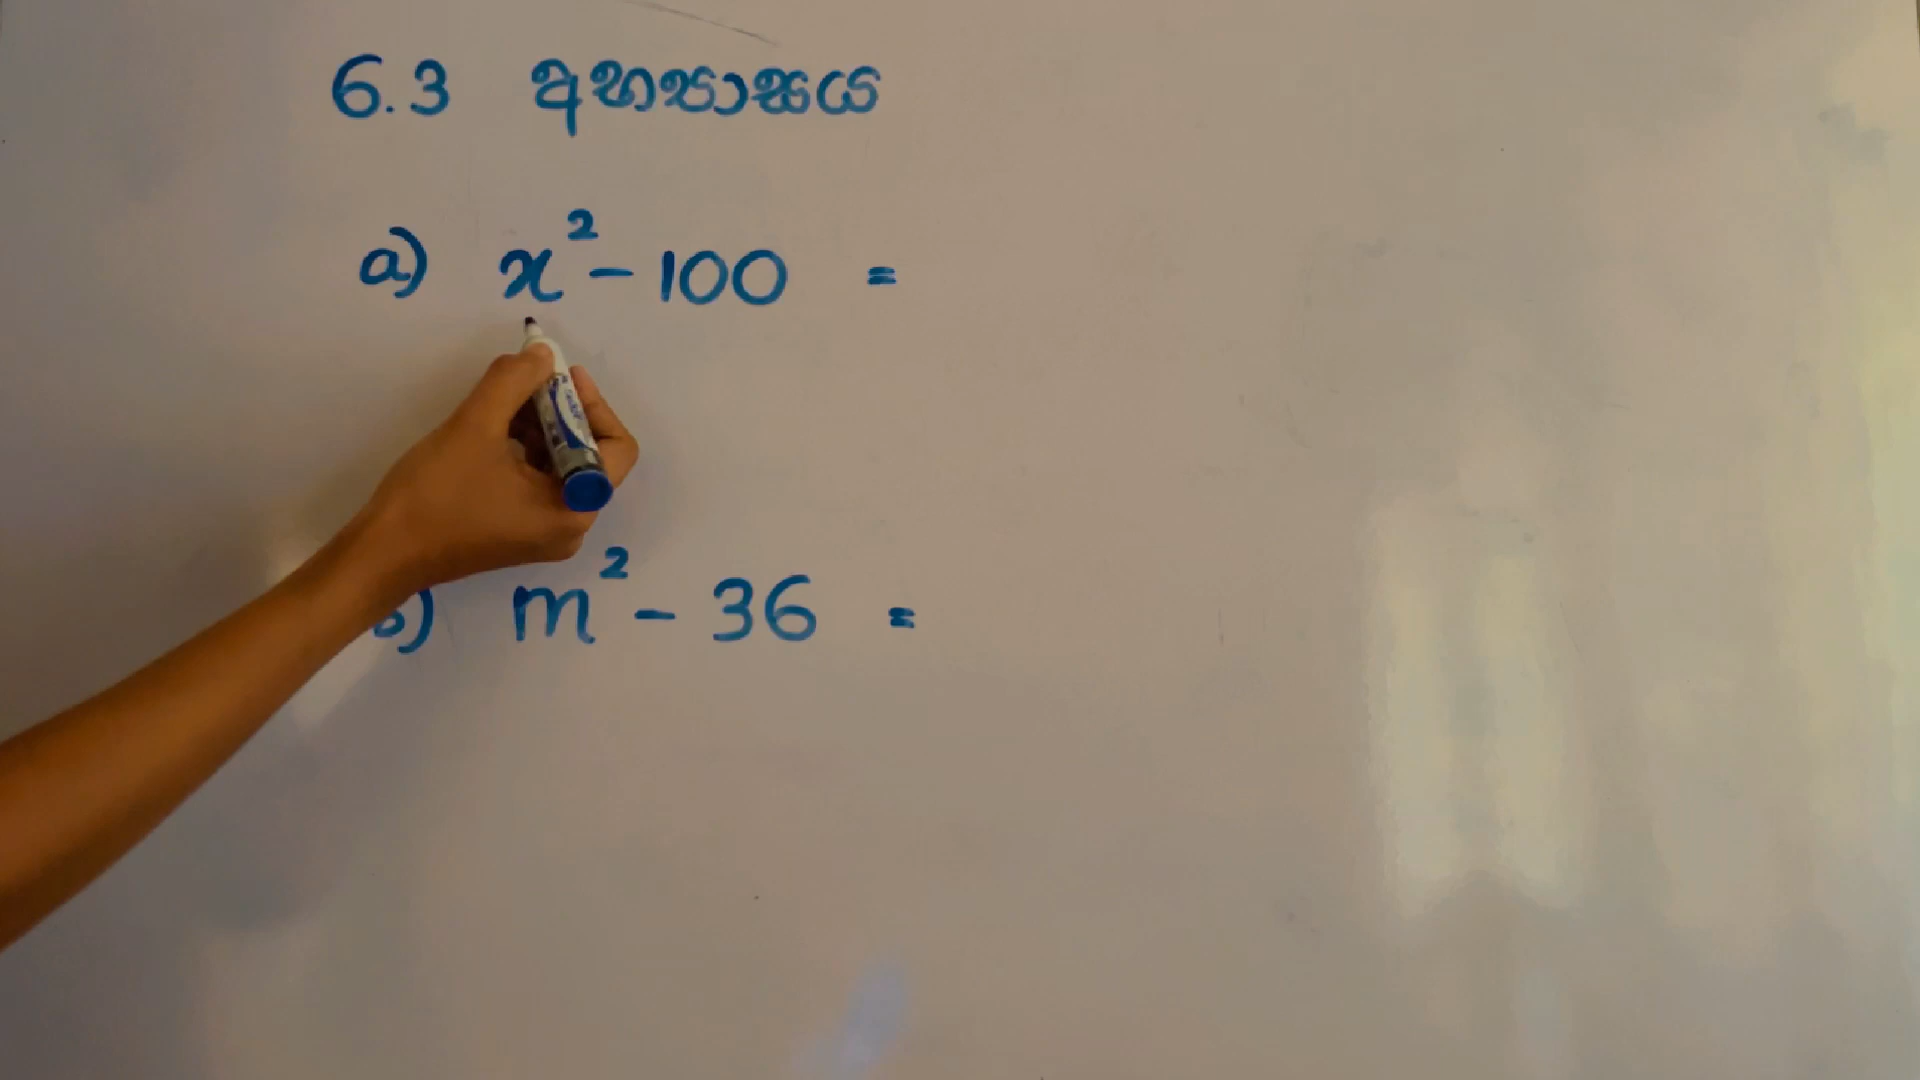 6.3 අභ්‍යාසය
a) x² - 100 =
b) m² - 36 =